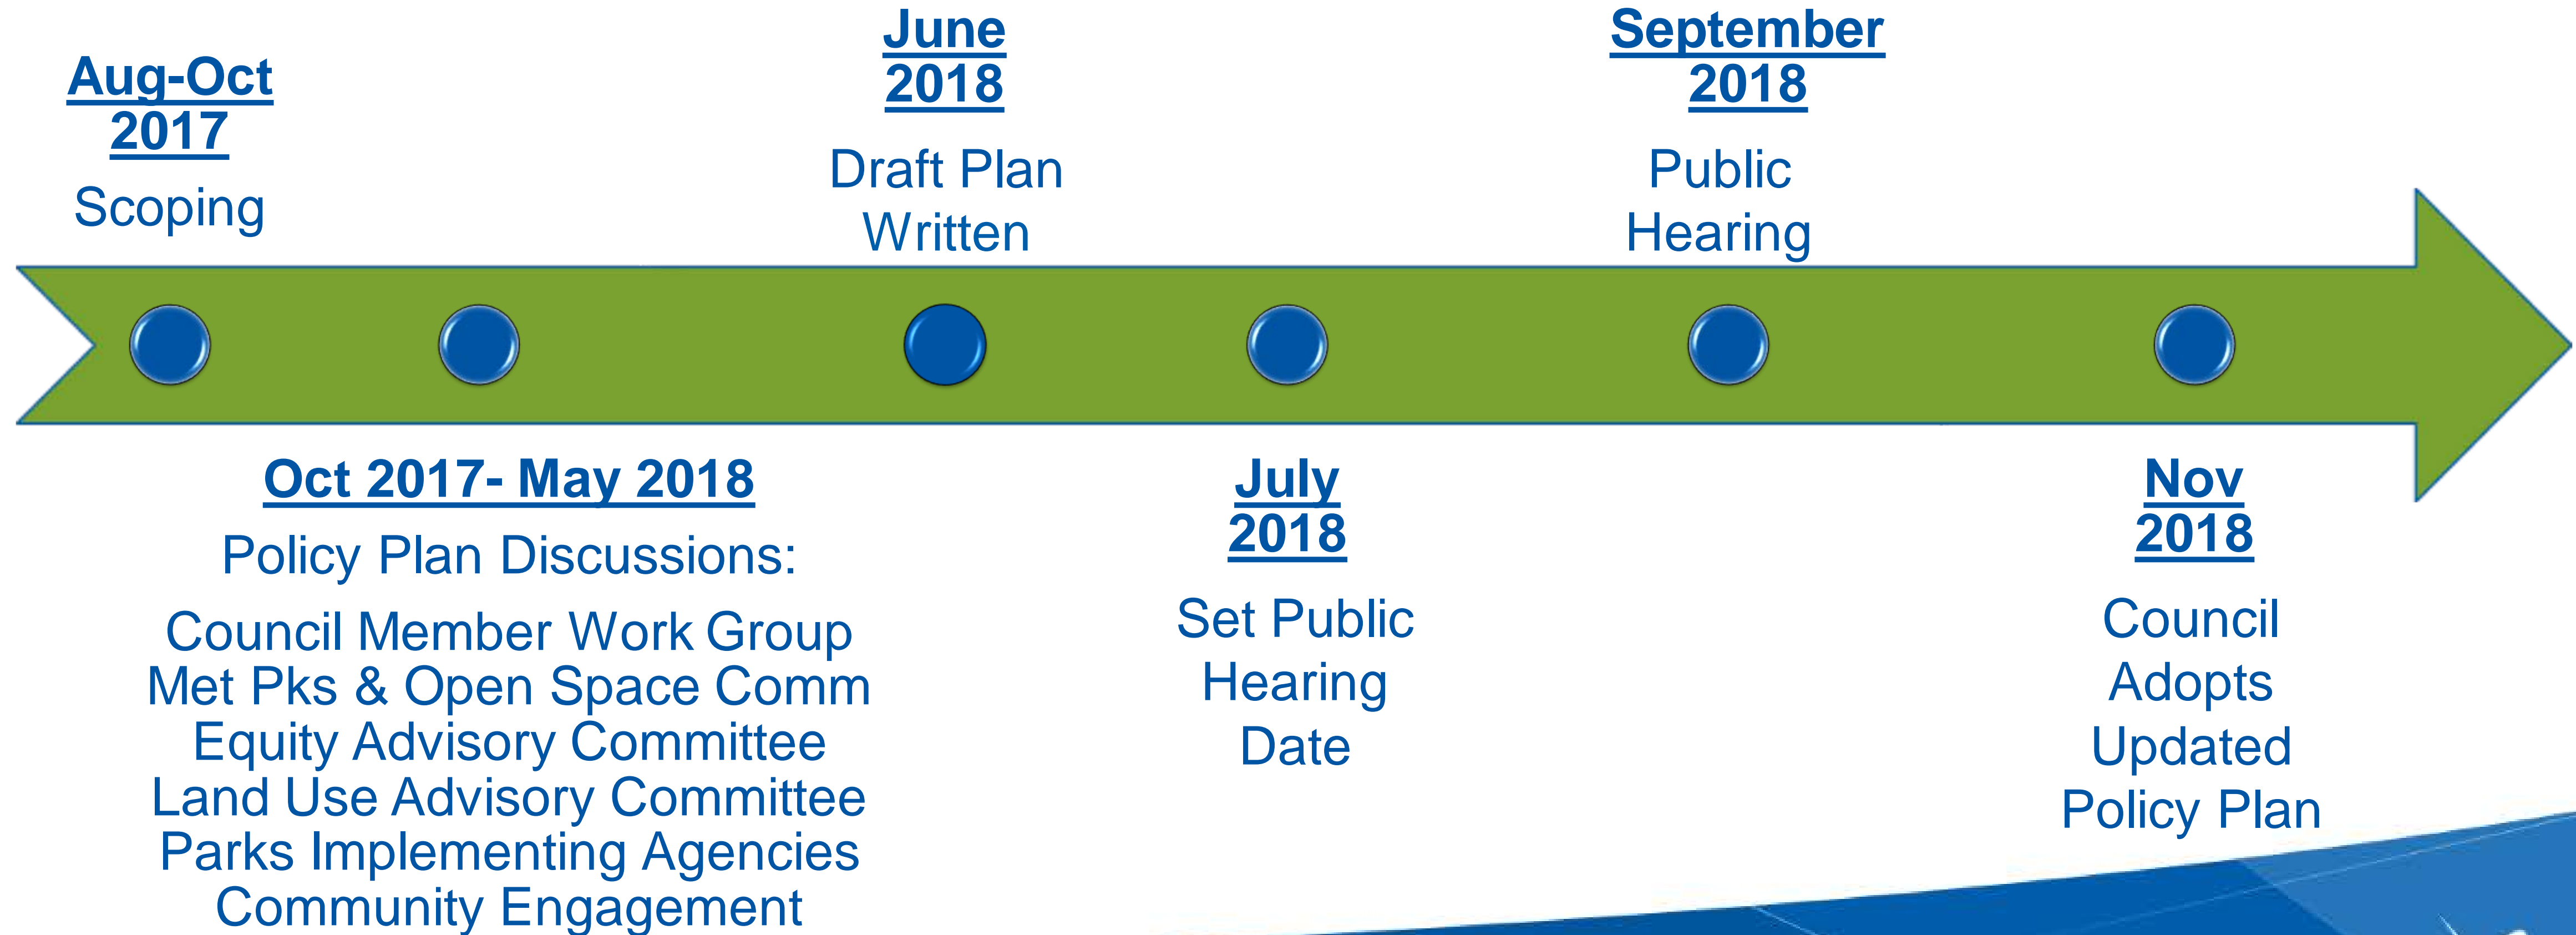 Aug-Oct
2017
Scoping
June
2018
Draft Plan
Written
September
2018
Public
Hearing
Oct 2017- May 2018
Policy Plan Discussions:
Council Member Work Group
Met Pks & Open Space Comm
Equity Advisory Committee
Land Use Advisory Committee
Parks Implementing Agencies
Community Engagement
July
2018
Set Public
Hearing
Date
Nov
2018
Council
Adopts
Updated
Policy Plan